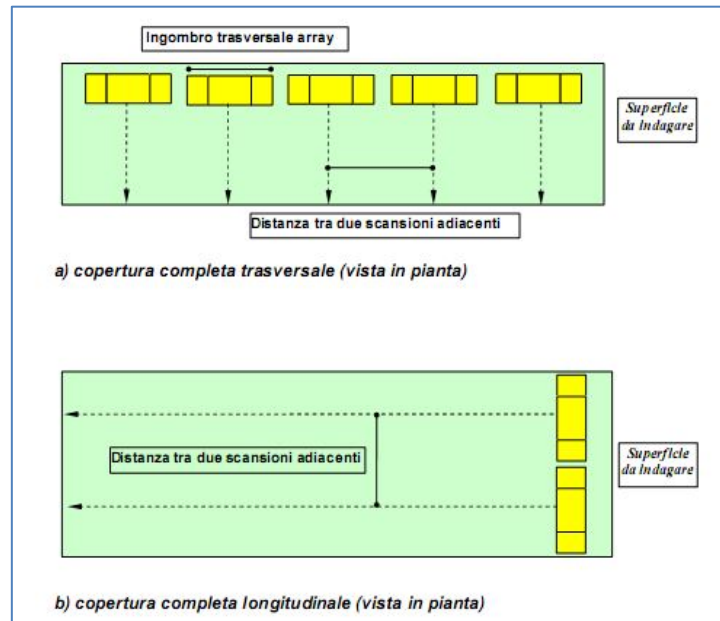 Ingombro trasversale array
Superficie
da indagare
Distanza tra due scansioni adiacenti
a) copertura completa trasversale (vista in pianta)
Distanza tra due scansioni adiacenti
Superficie
da indagare
b) copertura completa longitudinale (vista in pianta)